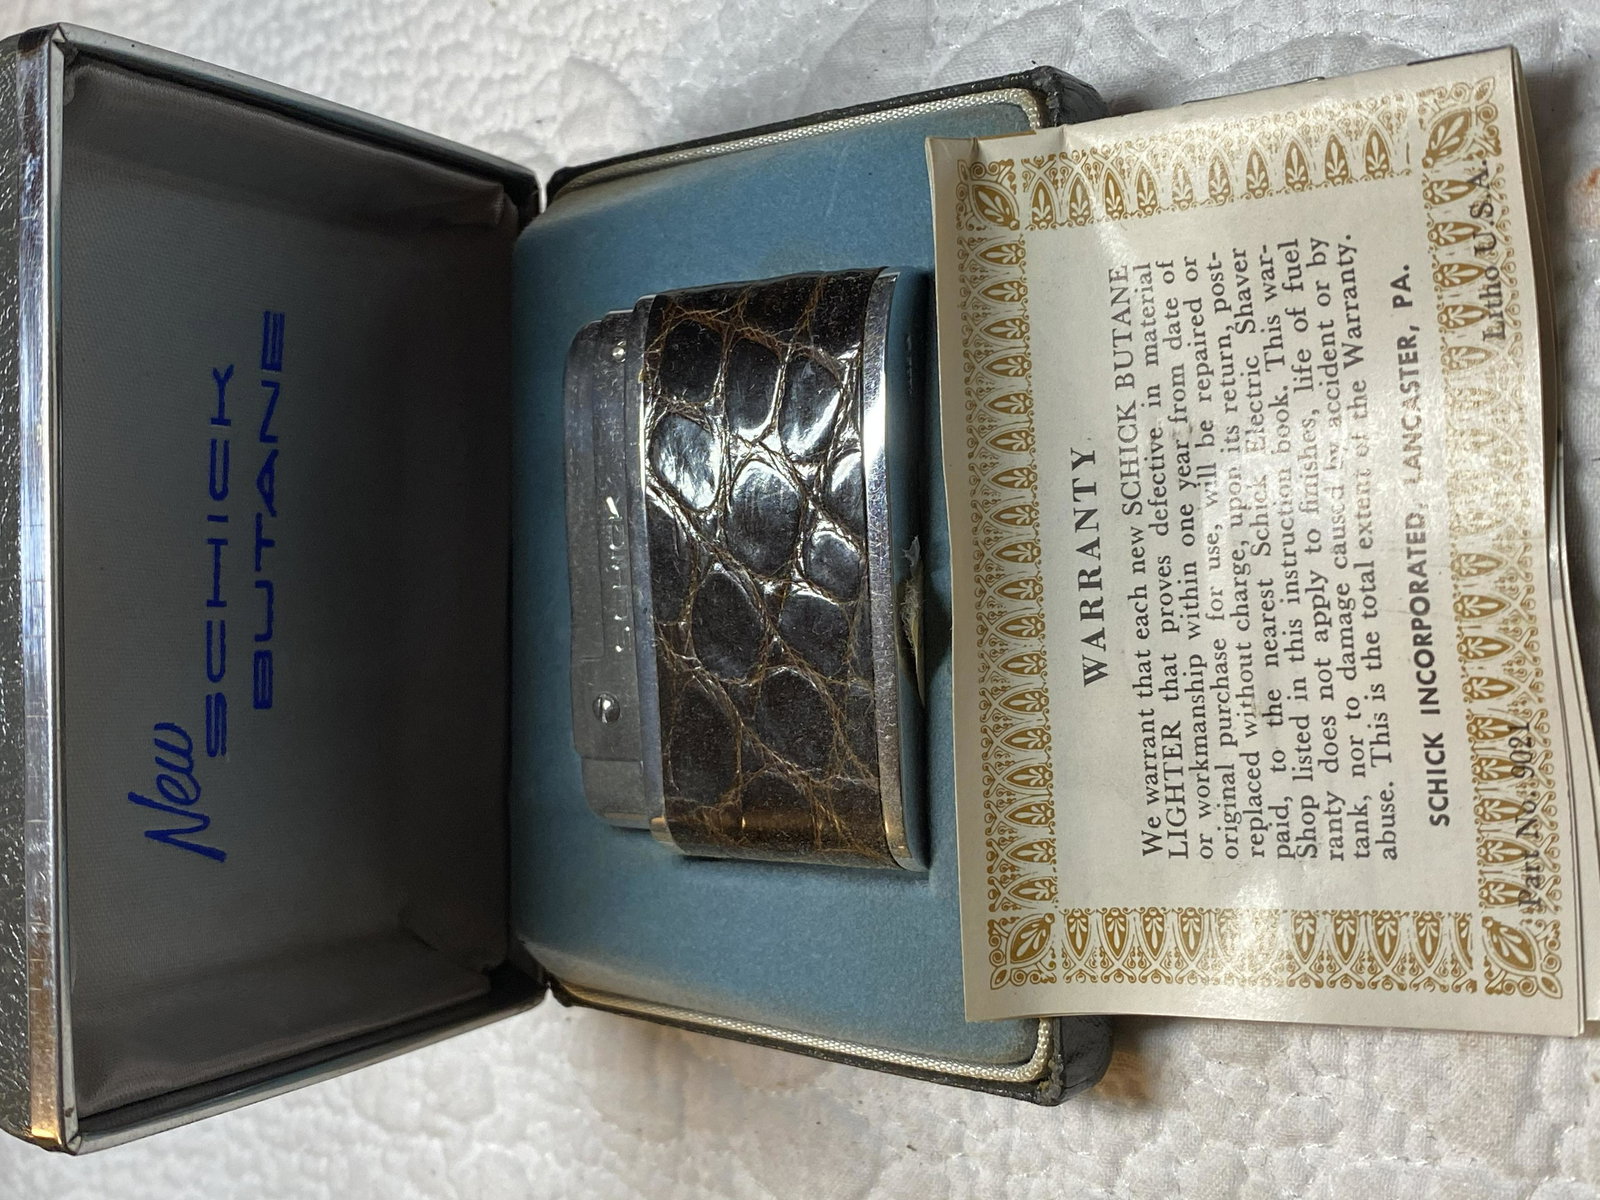 New
SCHICK
BUTANE
WARRANTY
We warrant that each new SCHICK BUTANE
LIGHTER that proves defective in material
or workmanship within one year from date of
original purchase for use, will be repaired or
replaced without charge, upon its return, post-
paid, to the nearest Schick Electric Shaver
Shop listed in this instruction book. This war-
ranty does not apply to finishes, life of fuel
tank, nor to damage caused by accident or by
abuse. This is the total extent of the Warranty.
SCHICK INCORPORATED, LANCASTER, PA.
Part No. 9021 Litho U.S.A.